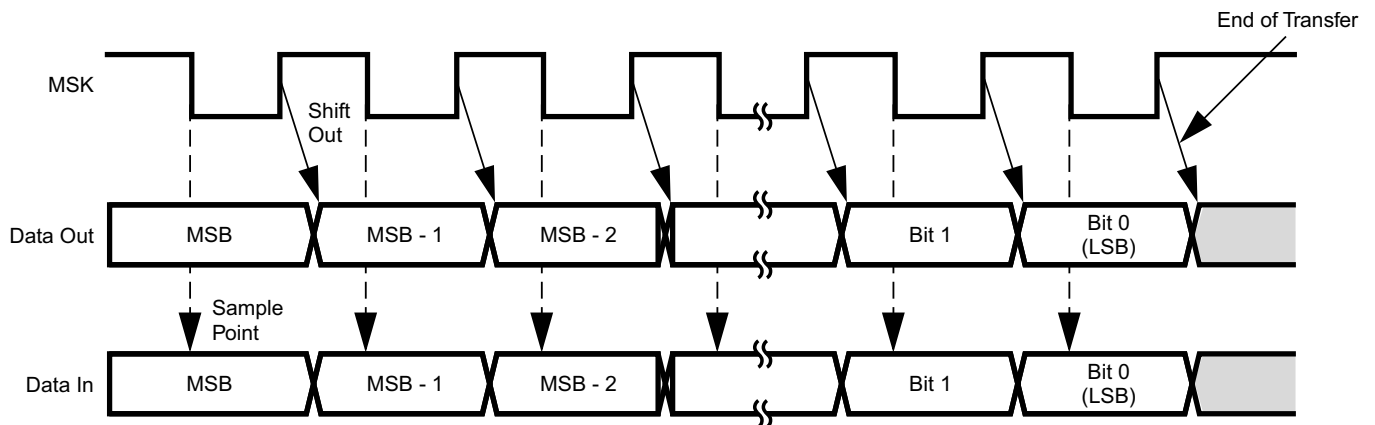 End of Transfer
MSK
Shift
Out
Data Out
MSB
MSB - 1
MSB - 2
Bit 1
Bit 0
(LSB)
Sample
Point
Data In
MSB
MSB - 1
MSB - 2
Bit 1
Bit 0
(LSB)